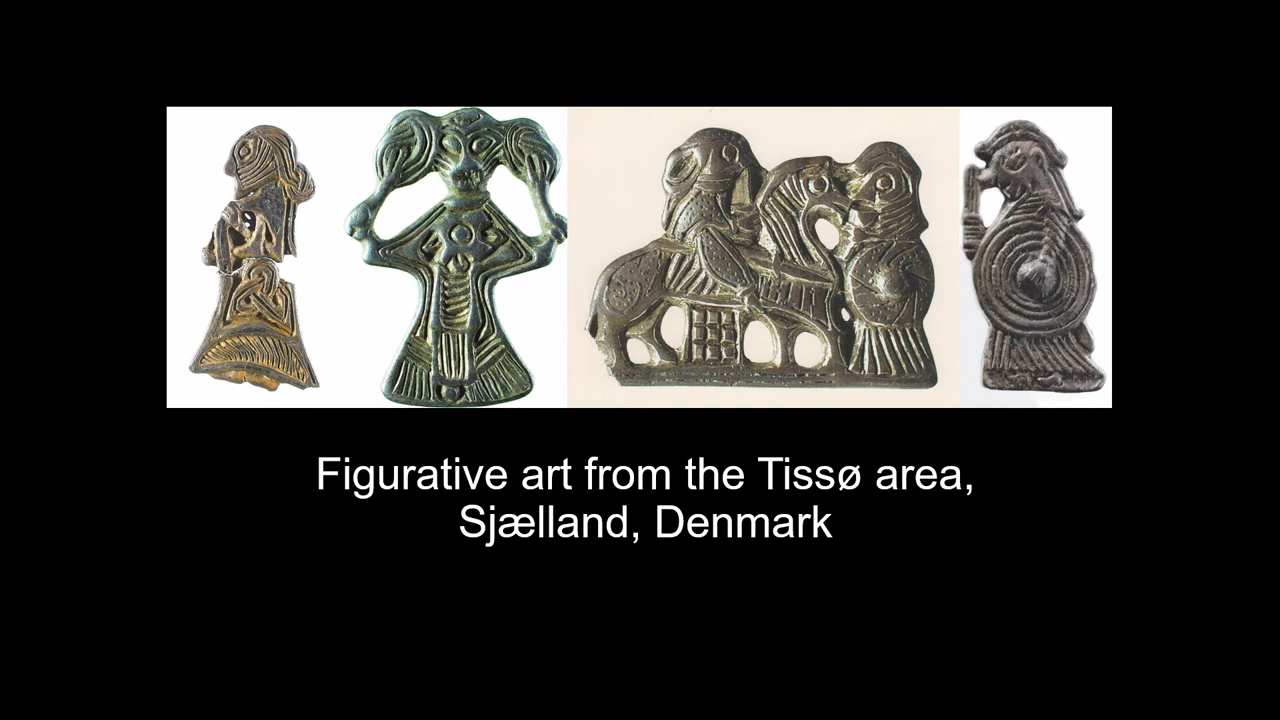 Figurative art from the Tissø area,
Sjælland, Denmark